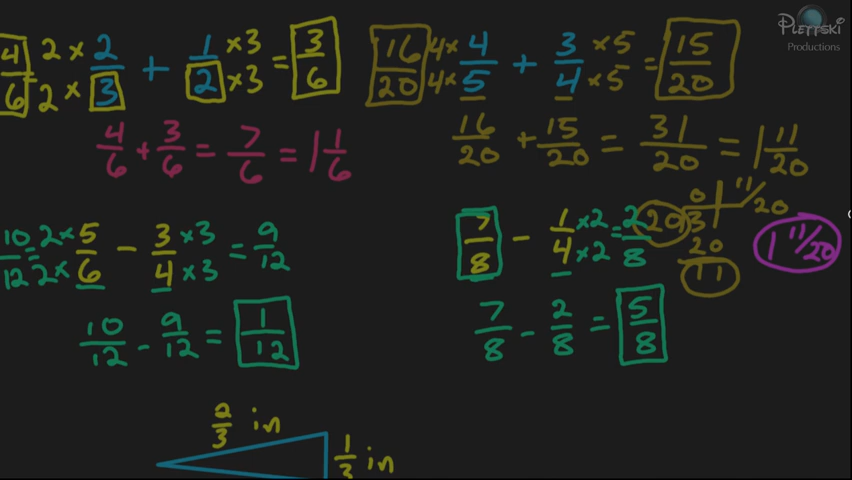 PLETTSKI
Productions
4/6 = 2 × 2/2 × 3 + 1/2 × 3/× 3 = 3/6
16/20 4 × 4/4 × 5 + 3/4 × 5/× 5 = 15/20
4/6 + 3/6 = 7/6 = 1 1/6
16/20 + 15/20 = 31/20 = 1 11/20
0 1 11/20
20 31
20
11
1 11/20
10/12 = 2 × 5/2 × 6 - 3/4 × 3/× 3 = 9/12
7/8 - 1/4 × 2/× 2 = 2/8
10/12 - 9/12 = 1/12
7/8 - 2/8 = 5/8
2/3 in
1/3 in